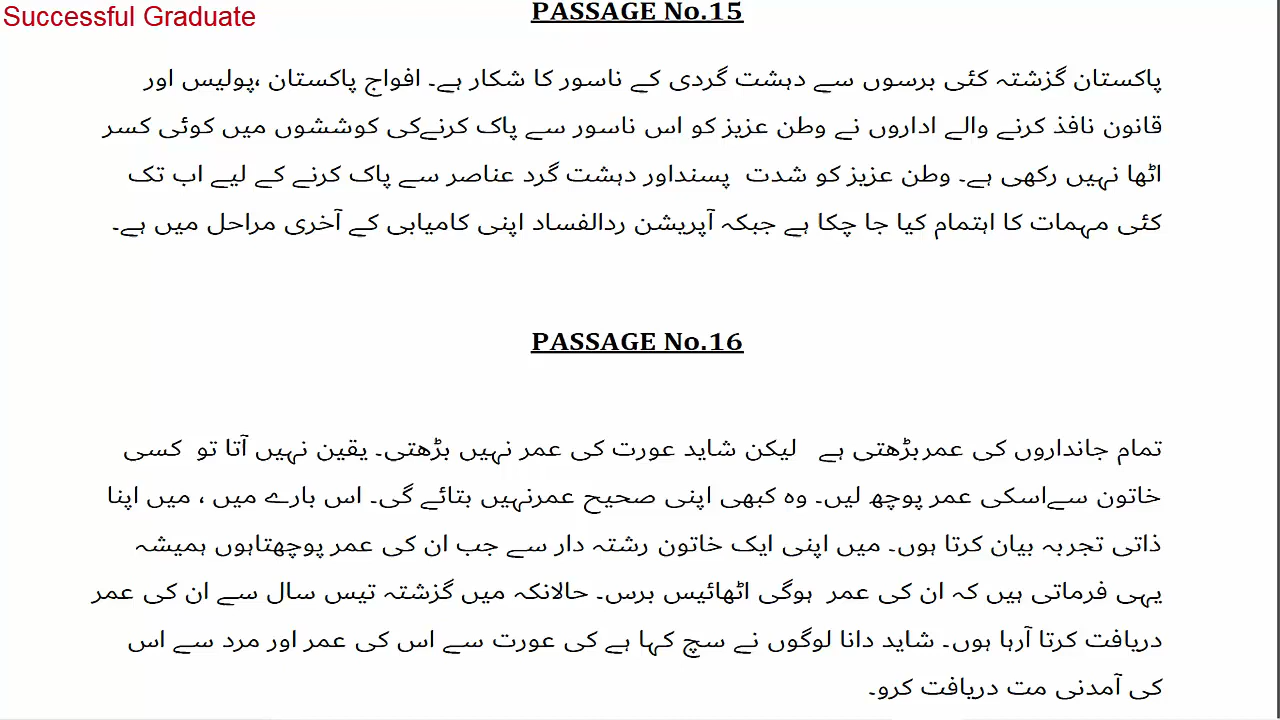 Successful Graduate
PASSAGE No.15
پاکستان گزشتہ کئی برسوں سے دہشت گردی کے ناسور کا شکار ہے۔ افواج پاکستان ،پولیس اور
قانون نافذ کرنے والے اداروں نے وطن عزیز کو اس ناسور سے پاک کرنےکی کوششوں میں کوئی کسر
اٹھا نہیں رکھی ہے۔ وطن عزیز کو شدت پسنداور دہشت گرد عناصر سے پاک کرنے کے لیے اب تک
کئی مہمات کا اہتمام کیا جا چکا ہے جبکہ آپریشن ردالفساد اپنی کامیابی کے آخری مراحل میں ہے۔
PASSAGE No.16
تمام جانداروں کی عمربڑھتی ہے لیکن شاید عورت کی عمر نہیں بڑھتی۔ یقین نہیں آتا تو کسی
خاتون سےاسکی عمر پوچھ لیں۔ وہ کبھی اپنی صحیح عمرنہیں بتائے گی۔ اس بارے میں ، میں اپنا
ذاتی تجربہ بیان کرتا ہوں۔ میں اپنی ایک خاتون رشتہ دار سے جب ان کی عمر پوچھتاہوں ہمیشہ
یہی فرماتی ہیں کہ ان کی عمر ہوگی اٹھائیس برس۔ حالانکہ میں گزشتہ تیس سال سے ان کی عمر
دریافت کرتا آرہا ہوں۔ شاید دانا لوگوں نے سچ کہا ہے کی عورت سے اس کی عمر اور مرد سے اس
کی آمدنی مت دریافت کرو۔